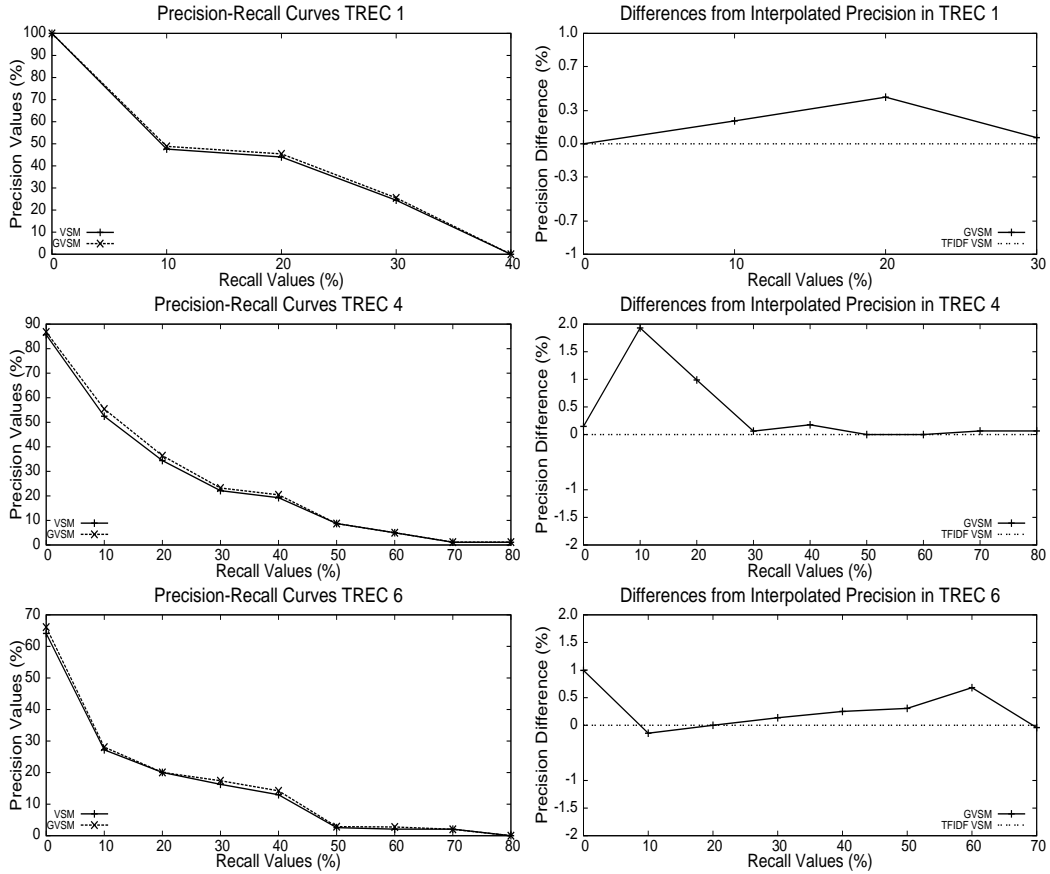 Precision-Recall Curves TREC 1
Precision Values (%)
100
90
80
70
60
50
40
30
20
10
0
VSM
GVSM
0 10 20 30 40
Recall Values (%)
Differences from Interpolated Precision in TREC 1
Precision Difference (%)
1.0
0.7
0.3
0.0
-0.3
-0.7
-1
GVSM
TFIDF VSM
0 10 20 30
Recall Values (%)
Precision-Recall Curves TREC 4
Precision Values (%)
90
80
70
60
50
40
30
20
10
0
VSM
GVSM
0 10 20 30 40 50 60 70 80
Recall Values (%)
Differences from Interpolated Precision in TREC 4
Precision Difference (%)
2.0
1.5
1
0.5
0
-1
-1.5
-2
GVSM
TFIDF VSM
0 10 20 30 40 50 60 70 80
Recall Values (%)
Precision-Recall Curves TREC 6
Precision Values (%)
70
60
50
40
30
20
10
0
VSM
GVSM
0 10 20 30 40 50 60 70 80
Recall Values (%)
Differences from Interpolated Precision in TREC 6
Precision Difference (%)
2.0
1.5
1
0.5
0
-1
-1.5
-2
GVSM
TFIDF VSM
0 10 20 30 40 50 60 70
Recall Values (%)